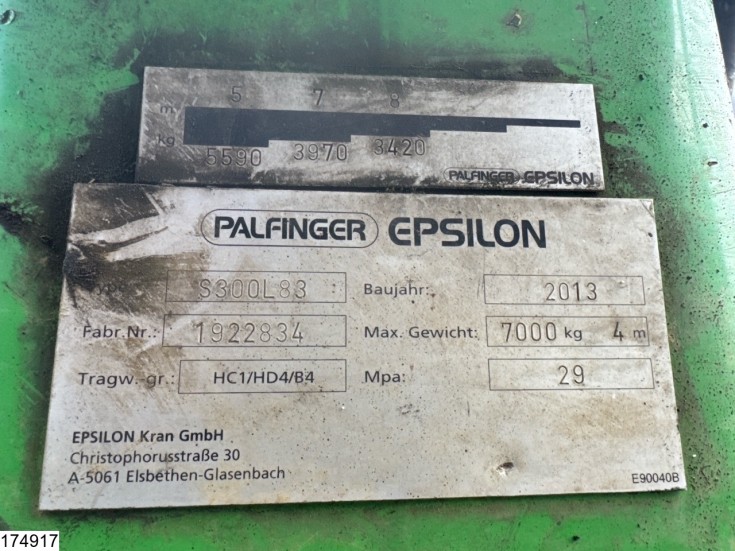 5 7 8
m
kg
5590 3970 3420
PALFINGER EPSILON
PALFINGER EPSILON
S300L83 Baujahr: 2013
Fabr.Nr.: 1922834 Max. Gewicht: 7000 kg 4 m
Tragw.-gr.: HC1/HD4/B4 Mpa: 29
EPSILON Kran GmbH
Christophorusstraße 30
A-5061 Elsbethen-Glasenbach
E90040B
174917